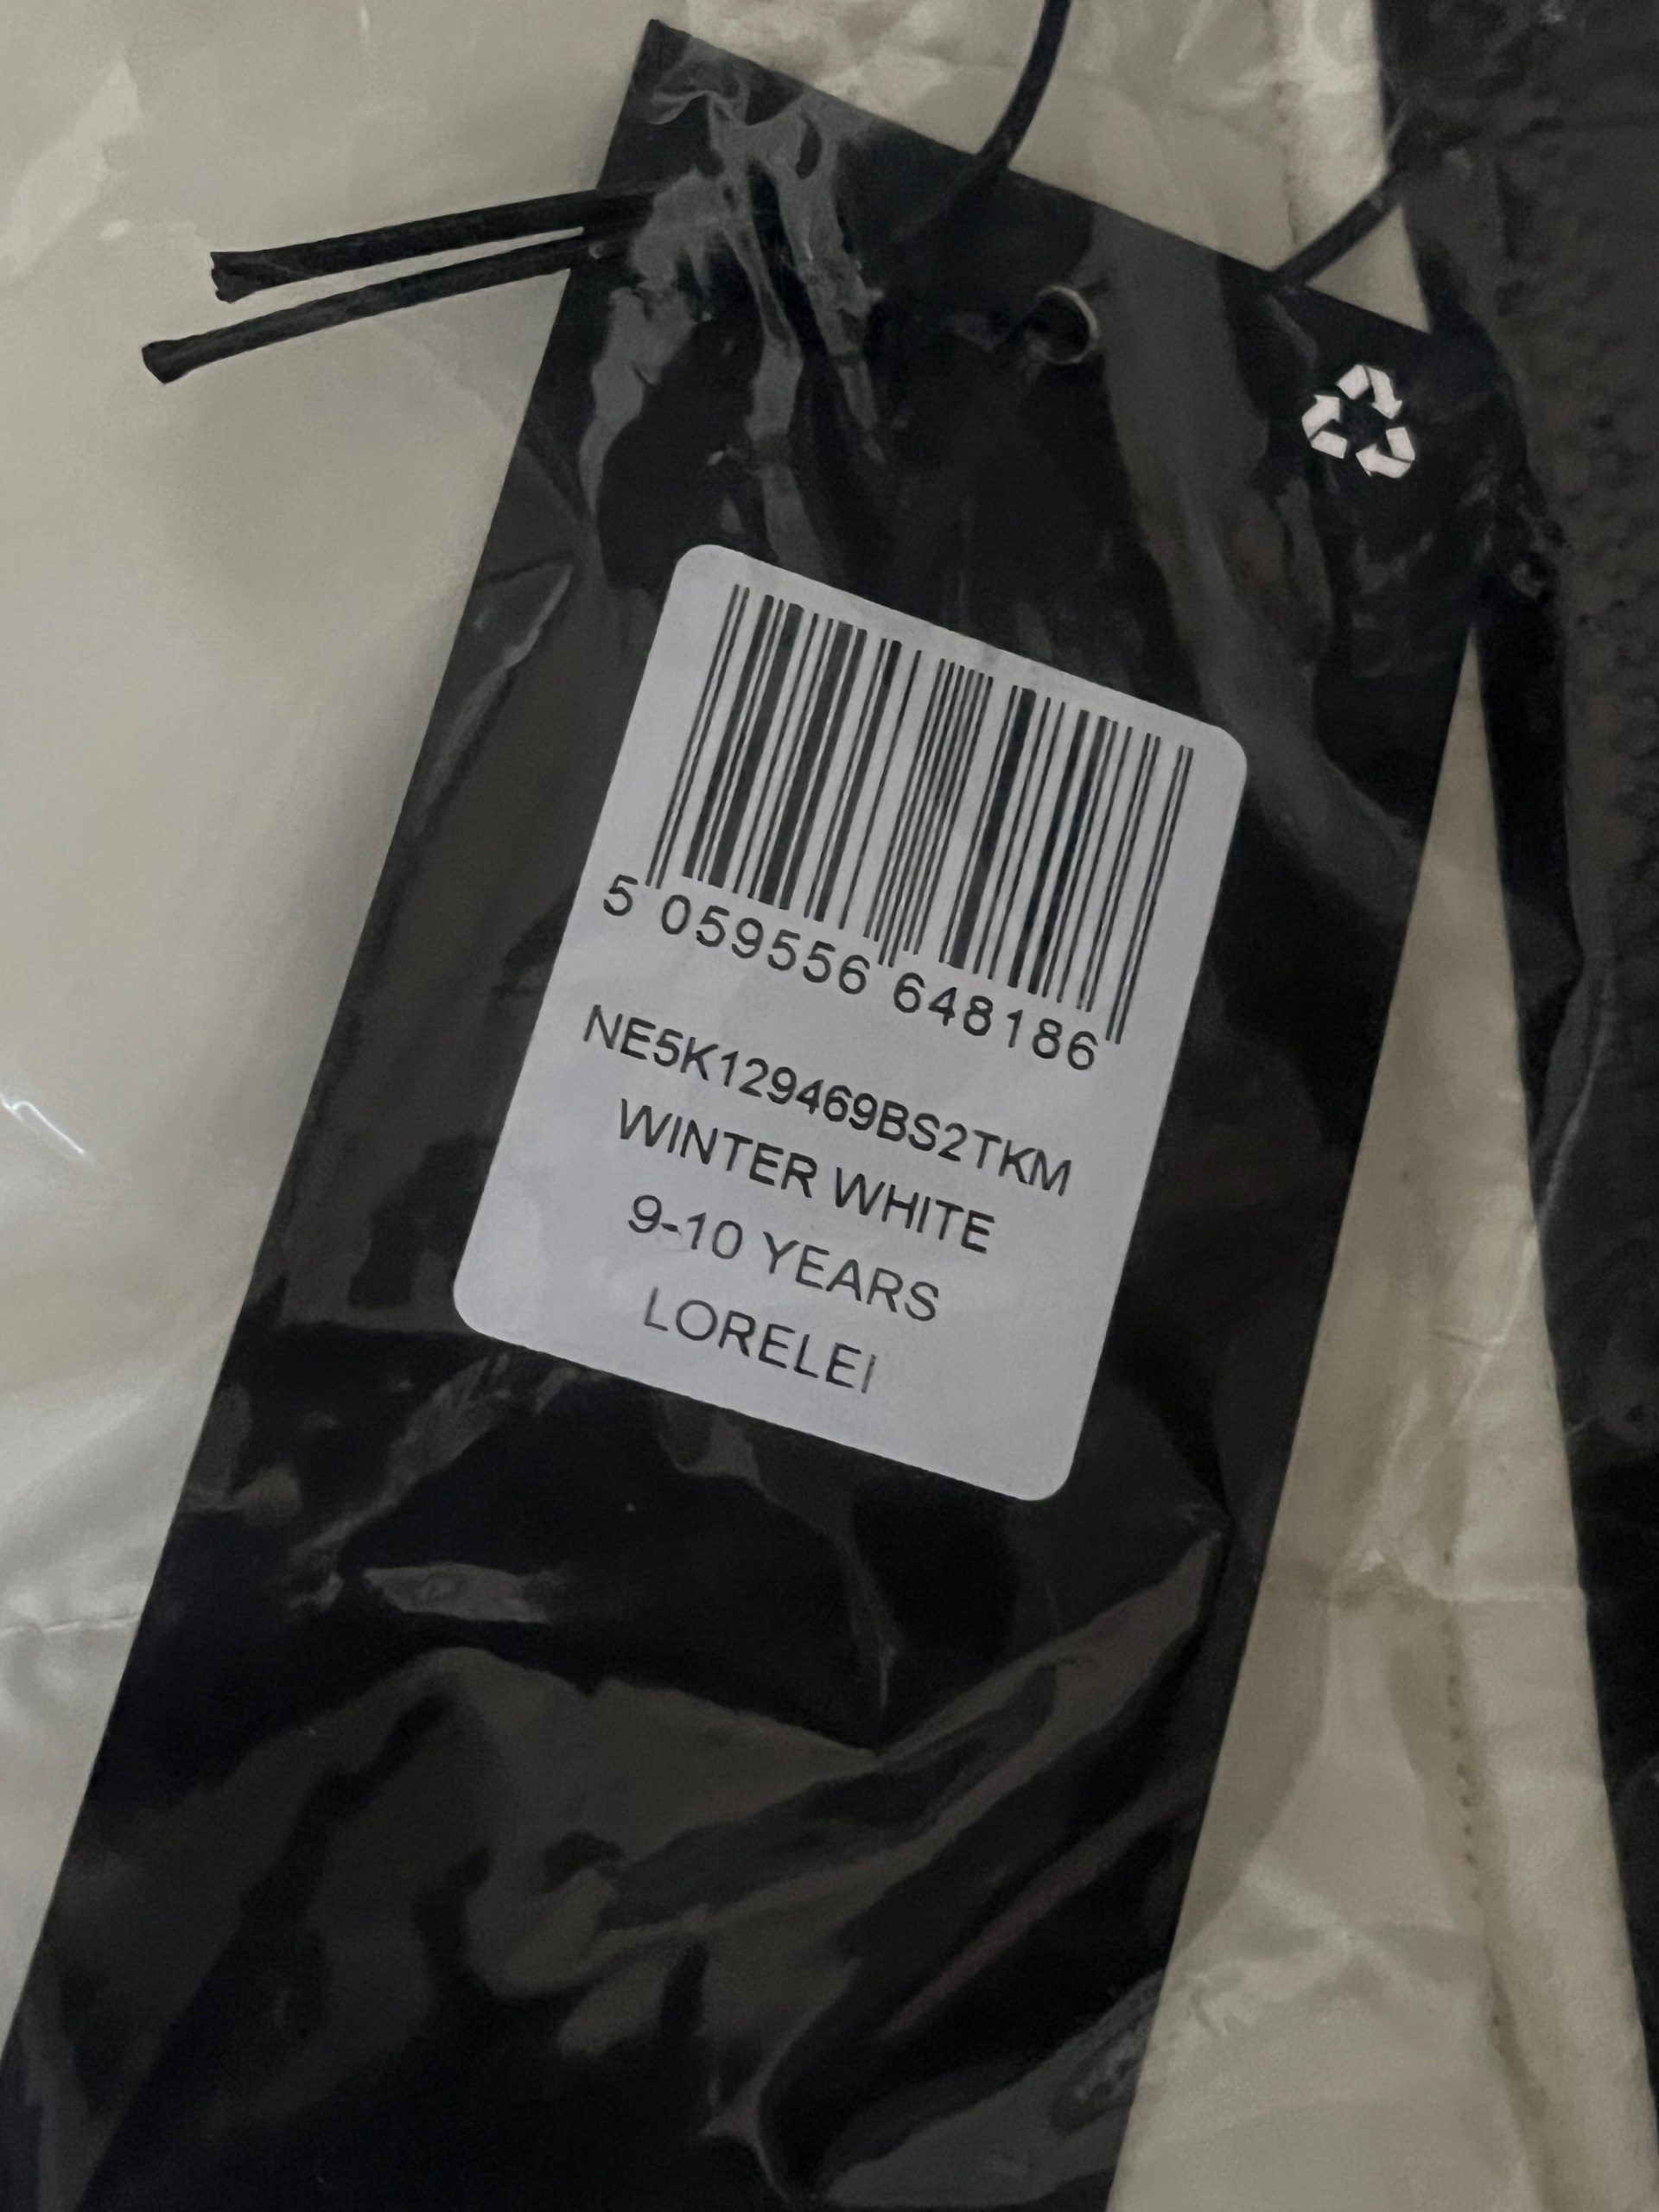 5 059556 648186
NE5K129469BS2TKM
WINTER WHITE
9-10 YEARS
LORELEI